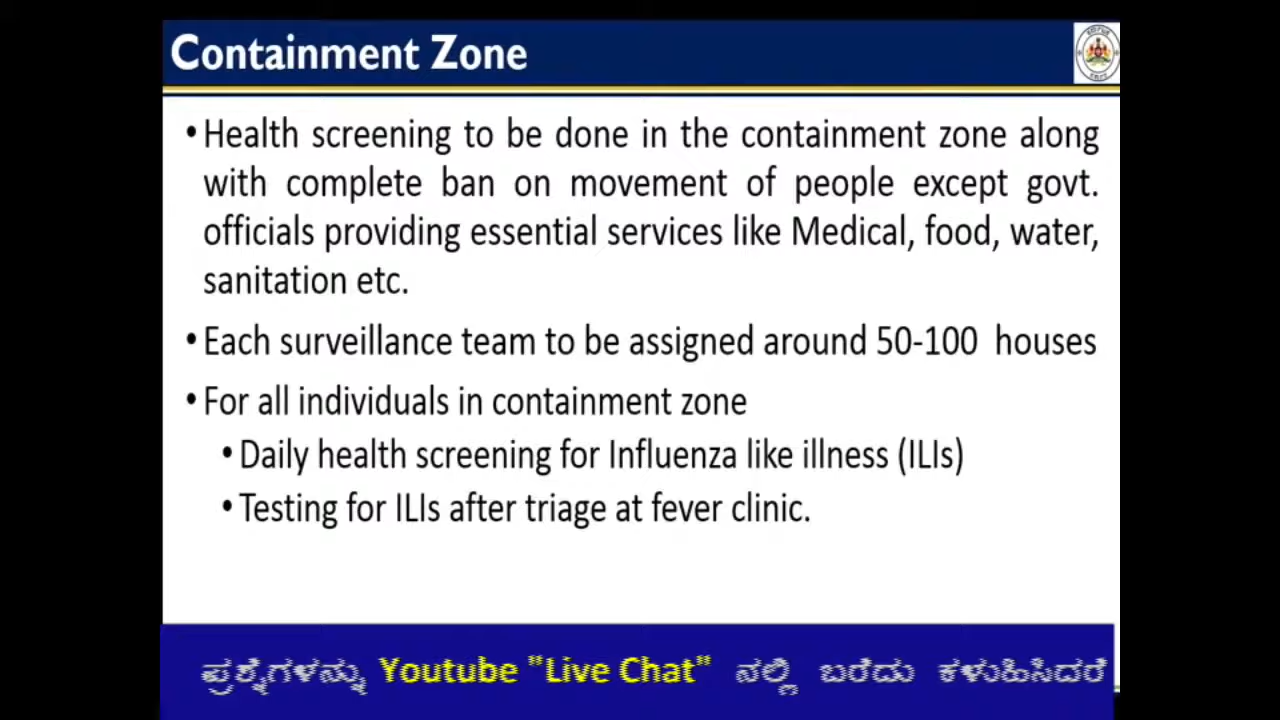 Containment Zone
•Health screening to be done in the containment zone along
with complete ban on movement of people except govt.
officials providing essential services like Medical, food, water,
sanitation etc.
•Each surveillance team to be assigned around 50-100 houses
•For all individuals in containment zone
•Daily health screening for Influenza like illness (ILIs)
•Testing for ILIs after triage at fever clinic.
ಪ್ರಶ್ನೆಗಳನ್ನು Youtube "Live Chat" ನಲ್ಲಿ ಬರೆದು ಕಳುಹಿಸಿದರೆ